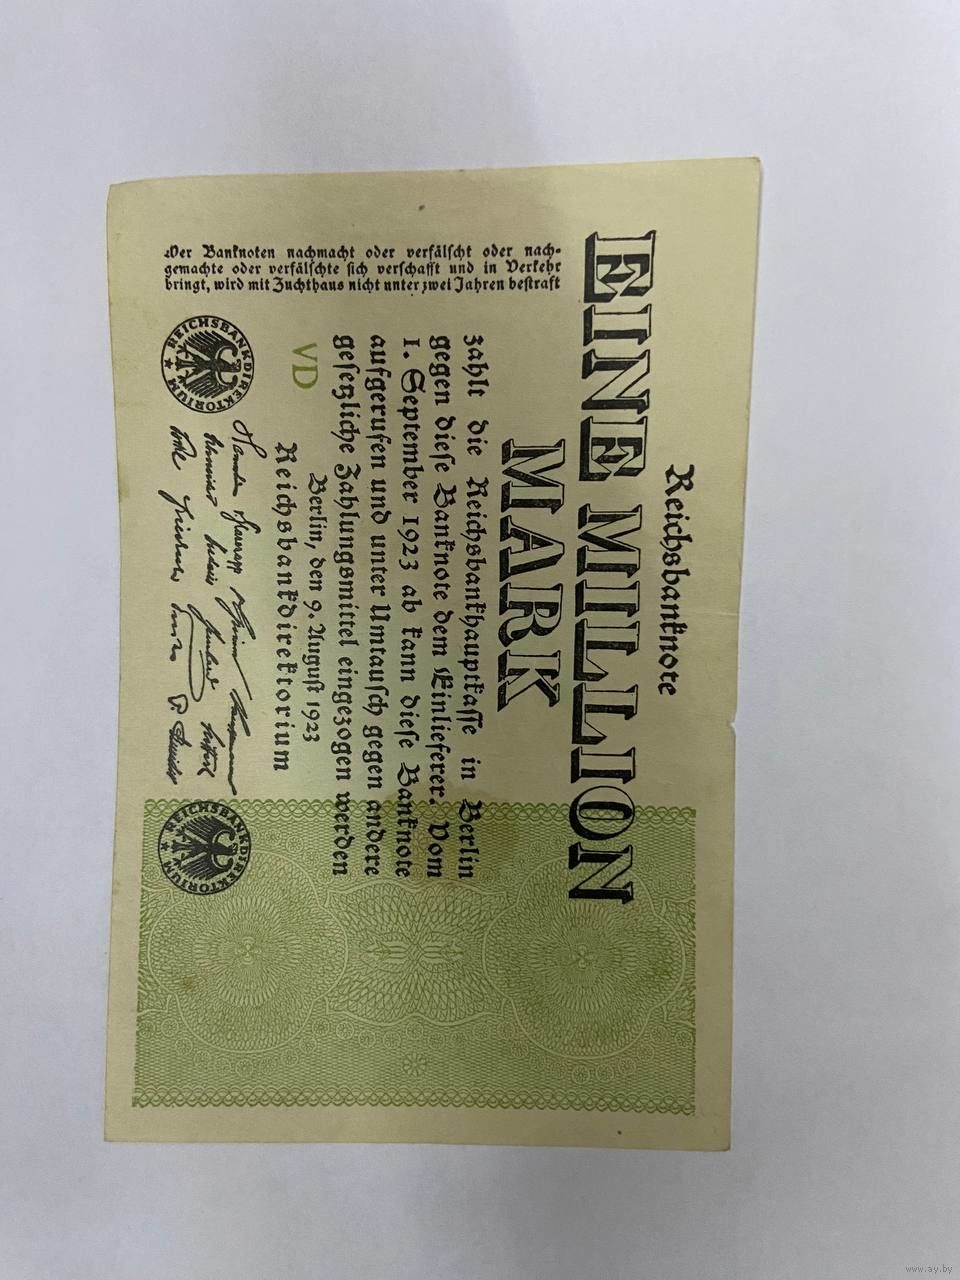 Reichsbanknote
EINE MILLION
MARK
zahlt die Reichsbankhauptkasse in Berlin
gegen diese Banknote dem Einlieferer. Vom
1. September 1923 ab kann diese Banknote
aufgerufen und unter Umtausch gegen andere
gesetzliche Zahlungsmittel eingezogen werden
Berlin, den 9. August 1923
Reichsbankdirektorium
VD
REICHSBANKDIREKTORIUM
REICHSBANKDIREKTORIUM
Wer Banknoten nachmacht oder verfälscht oder nach-
gemachte oder verfälschte sich verschafft und in Verkehr
bringt, wird mit Zuchthaus nicht unter zwei Jahren bestraft
www.ay.by